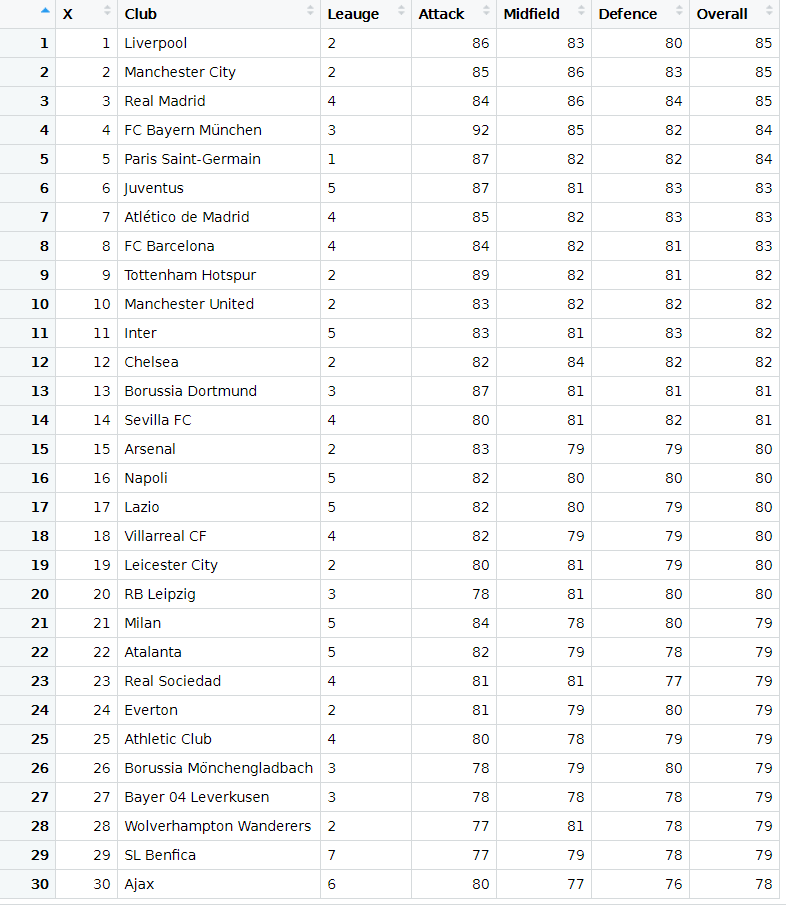 X Club Leauge Attack Midfield Defence Overall
1 1 Liverpool 2 86 83 80 85
2 2 Manchester City 2 85 86 83 85
3 3 Real Madrid 4 84 86 84 85
4 4 FC Bayern München 3 92 85 82 84
5 5 Paris Saint-Germain 1 87 82 82 84
6 6 Juventus 5 87 81 83 83
7 7 Atlético de Madrid 4 85 82 83 83
8 8 FC Barcelona 4 84 82 81 83
9 9 Tottenham Hotspur 2 89 82 81 82
10 10 Manchester United 2 83 82 82 82
11 11 Inter 5 83 81 83 82
12 12 Chelsea 2 82 84 82 82
13 13 Borussia Dortmund 3 87 81 81 81
14 14 Sevilla FC 4 80 81 82 81
15 15 Arsenal 2 83 79 79 80
16 16 Napoli 5 82 80 80 80
17 17 Lazio 5 82 80 79 80
18 18 Villarreal CF 4 82 79 79 80
19 19 Leicester City 2 80 81 79 80
20 20 RB Leipzig 3 78 81 80 80
21 21 Milan 5 84 78 80 79
22 22 Atalanta 5 82 79 78 79
23 23 Real Sociedad 4 81 81 77 79
24 24 Everton 2 81 79 80 79
25 25 Athletic Club 4 80 78 79 79
26 26 Borussia Mönchengladbach 3 78 79 80 79
27 27 Bayer 04 Leverkusen 3 78 78 78 79
28 28 Wolverhampton Wanderers 2 77 81 78 79
29 29 SL Benfica 7 77 79 78 79
30 30 Ajax 6 80 77 76 78